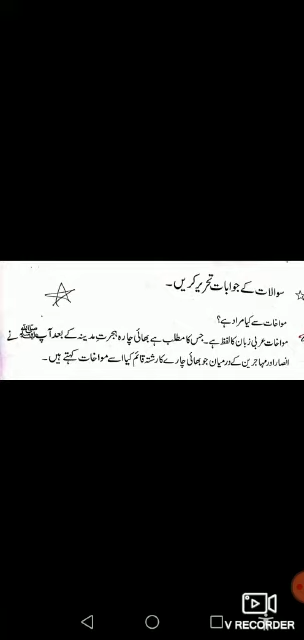 سوالات کے جوابات تحریر کریں۔
مواخات سے کیا مراد ہے؟
مواخات عربی زبان کا لفظ ہے۔ جس کا مطلب ہے بھائی چارہ ہجرتِ مدینہ کے بعد آپ ﷺ نے
انصار اور مہاجرین کے درمیان جو بھائی چارے کا رشتہ قائم کیا اسے مواخات کہتے ہیں۔
V RECORDER